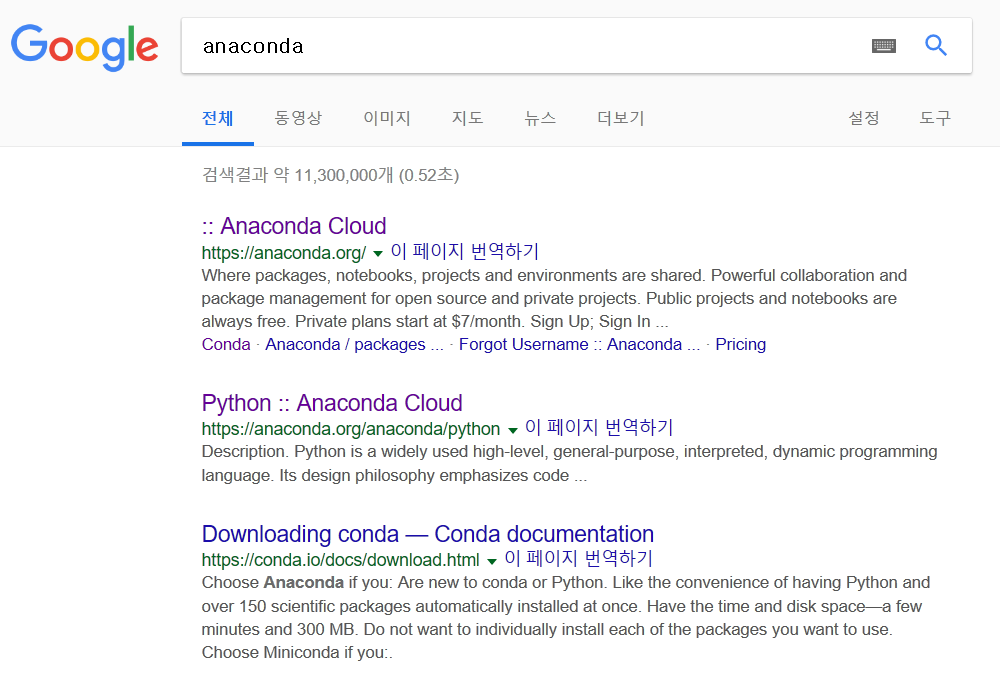 Google
anaconda
전체 동영상 이미지 지도 뉴스 더보기 설정 도구
검색결과 약 11,300,000개 (0.52초)
:: Anaconda Cloud
https://anaconda.org/ ▼ 이 페이지 번역하기
Where packages, notebooks, projects and environments are shared. Powerful collaboration and
package management for open source and private projects. Public projects and notebooks are
always free. Private plans start at $7/month. Sign Up; Sign In ...
Conda · Anaconda / packages ... · Forgot Username :: Anaconda ... · Pricing
Python :: Anaconda Cloud
https://anaconda.org/anaconda/python ▼ 이 페이지 번역하기
Description. Python is a widely used high-level, general-purpose, interpreted, dynamic programming
language. Its design philosophy emphasizes code ...
Downloading conda — Conda documentation
https://conda.io/docs/download.html ▼ 이 페이지 번역하기
Choose Anaconda if you: Are new to conda or Python. Like the convenience of having Python and
over 150 scientific packages automatically installed at once. Have the time and disk space—a few
minutes and 300 MB. Do not want to individually install each of the packages you want to use.
Choose Miniconda if you:.